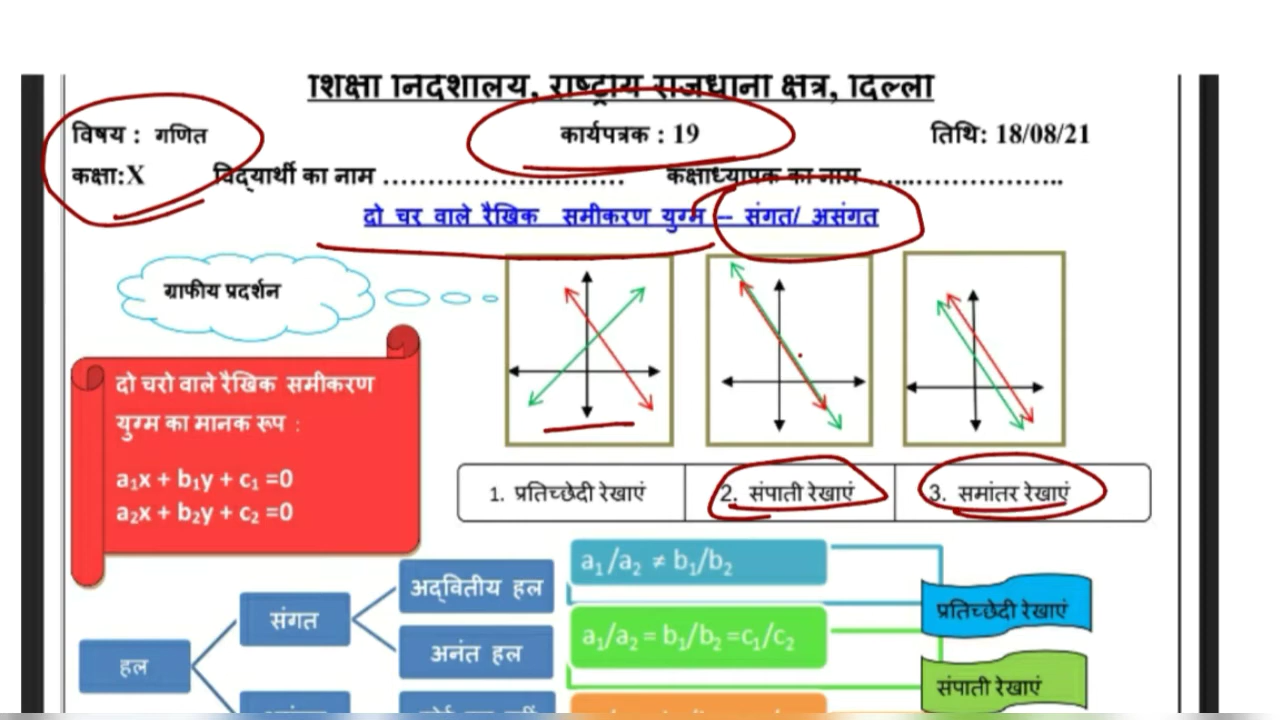 शिक्षा निदेशालय, राष्ट्रीय राजधानी क्षेत्र, दिल्ली
विषय : गणित कार्यपत्रक : 19 तिथि: 18/08/21
कक्षा:X विद्यार्थी का नाम ........................... कक्षाध्यापक का नाम ........................
दो चर वाले रैखिक समीकरण युग्म – संगत/ असंगत
ग्राफीय प्रदर्शन
दो चरो वाले रैखिक समीकरण
युग्म का मानक रूप :
a₁x + b₁y + c₁ =0
a₂x + b₂y + c₂ =0
1. प्रतिच्छेदी रेखाएं 2. संपाती रेखाएं 3. समांतर रेखाएं
हल
संगत
अद्वितीय हल
अनंत हल
a₁/a₂ ≠ b₁/b₂
a₁/a₂ = b₁/b₂ =c₁/c₂
प्रतिच्छेदी रेखाएं
संपाती रेखाएं